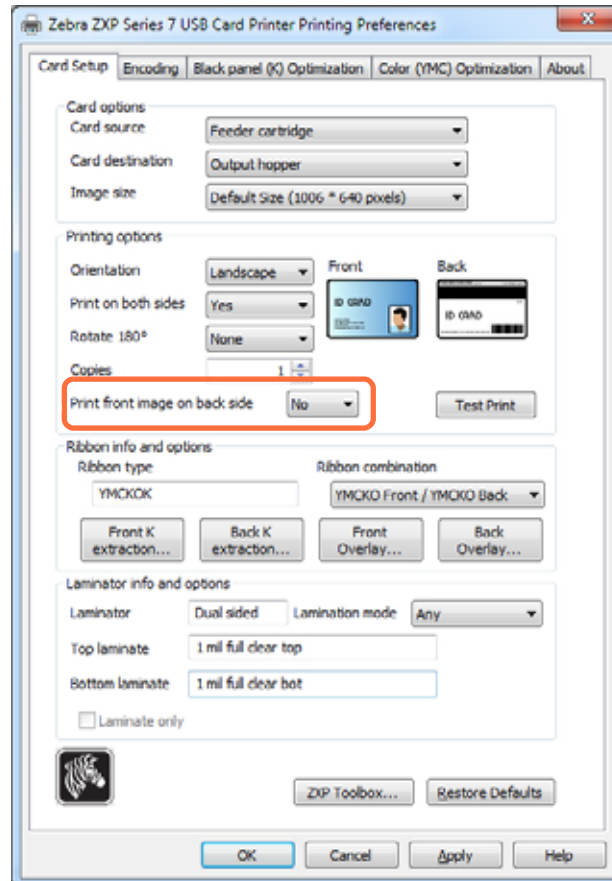 Zebra ZXP Series 7 USB Card Printer Printing Preferences
Card Setup Encoding Black panel (K) Optimization Color (YMC) Optimization About
Card options
Card source Feeder cartridge
Card destination Output hopper
Image size Default Size (1006 * 640 pixels)
Printing options
Orientation Landscape Front Back
Print on both sides Yes
ID CARD ID CARD
Rotate 180° None
Copies 1
Print front image on back side No Test Print
Ribbon info and options
Ribbon type Ribbon combination
YMCKOK YMCKO Front / YMCKO Back
Front K extraction... Back K extraction... Front Overlay... Back Overlay...
Laminator info and options
Laminator Dual sided Lamination mode Any
Top laminate 1 mil full clear top
Bottom laminate 1 mil full clear bot
Laminate only
ZXP Toolbox... Restore Defaults
OK Cancel Apply Help